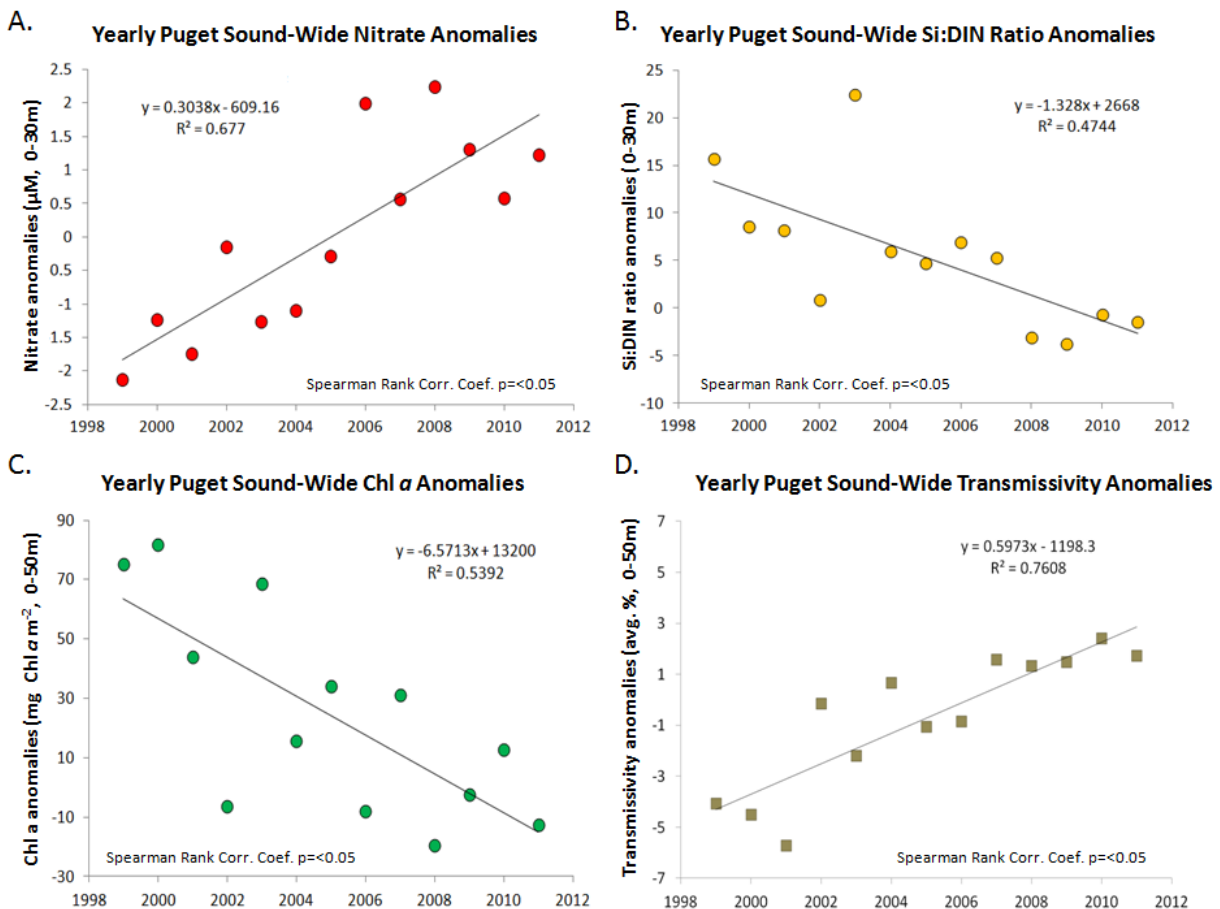 A.
Yearly Puget Sound-Wide Nitrate Anomalies
Nitrate anomalies (µM, 0-30m)
2.5
2
1.5
1
0.5
0
0.5
-1
1.5
-2
-2.5
y = 0.3038x - 609.16
R² = 0.677
Spearman Rank Corr. Coef. p=<0.05
1998 2000 2002 2004 2006 2008 2010 2012
B.
Yearly Puget Sound-Wide Si:DIN Ratio Anomalies
Si:DIN ratio anomalies (0-30m)
25
20
15
10
5
0
-5
-10
y = -1.328x + 2668
R² = 0.4744
Spearman Rank Corr. Coef. p=<0.05
1998 2000 2002 2004 2006 2008 2010 2012
C.
Yearly Puget Sound-Wide Chl a Anomalies
Chl a anomalies (mg Chl a m-2, 0-50m)
90
70
50
30
10
-10
-30
y = -6.5713x + 13200
R² = 0.5392
Spearman Rank Corr. Coef. p=<0.05
1998 2000 2002 2004 2006 2008 2010 2012
D.
Yearly Puget Sound-Wide Transmissivity Anomalies
Transmissivity anomalies (avg. %, 0-50m)
7
5
3
1
-1
-3
-5
-7
y = 0.5973x - 1198.3
R² = 0.7608
Spearman Rank Corr. Coef. p=<0.05
1998 2000 2002 2004 2006 2008 2010 2012